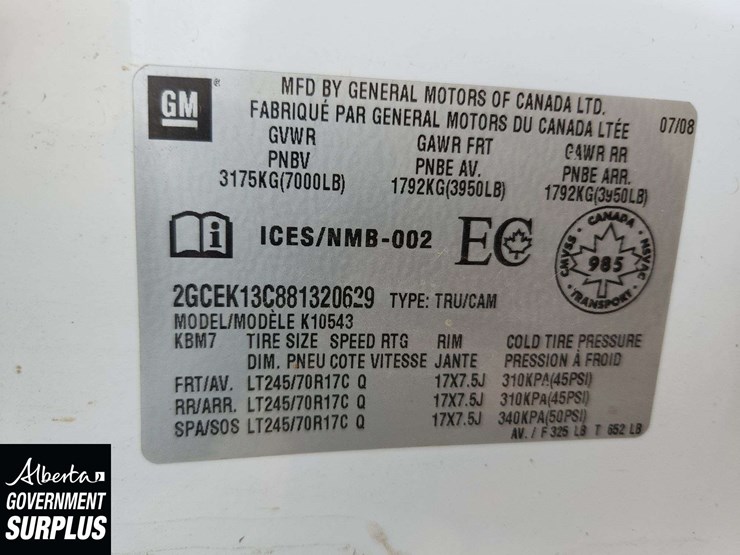 GM
MFD BY GENERAL MOTORS OF CANADA LTD.
FABRIQUÉ PAR GENERAL MOTORS DU CANADA LTÉE
07/08
GVWR GAWR FRT GAWR RR
PNBV PNBE AV. PNBE ARR.
3175KG(7000LB) 1792KG(3950LB) 1792KG(3950LB)
i ICES/NMB-002 EC
CANADA
CMVSS 985 NSVAC
TRANSPORT
2GCEK13C881320629 TYPE: TRU/CAM
MODEL/MODÈLE K10543
KBM7 TIRE SIZE SPEED RTG RIM COLD TIRE PRESSURE
DIM. PNEU COTE VITESSE JANTE PRESSION À FROID
FRT/AV. LT245/70R17C Q 17X7.5J 310KPA(45PSI)
RR/ARR. LT245/70R17C Q 17X7.5J 310KPA(45PSI)
SPA/SOS LT245/70R17C Q 17X7.5J 340KPA(50PSI)
AV. / F 325 LB T 652 LB
Alberta
GOVERNMENT
SURPLUS